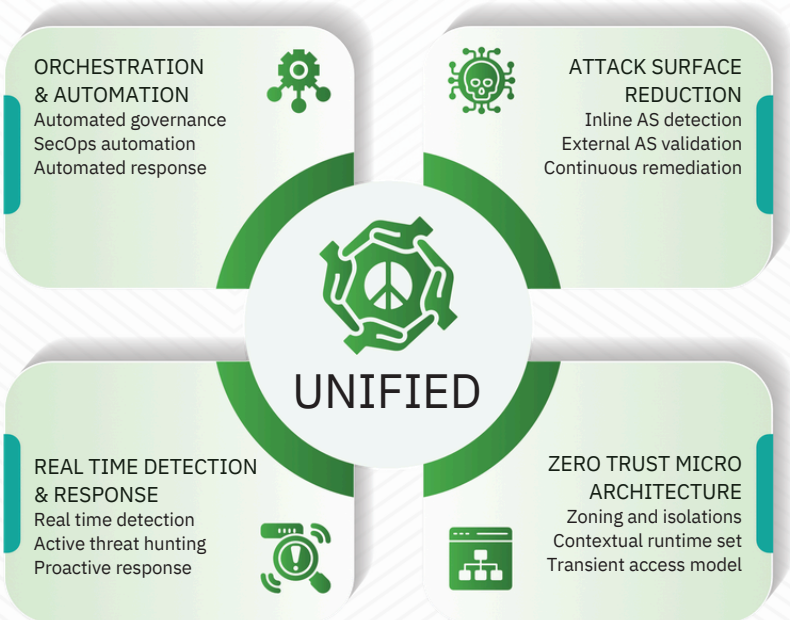 ORCHESTRATION
& AUTOMATION
Automated governance
SecOps automation
Automated response
ATTACK SURFACE
REDUCTION
Inline AS detection
External AS validation
Continuous remediation
UNIFIED
REAL TIME DETECTION
& RESPONSE
Real time detection
Active threat hunting
Proactive response
ZERO TRUST MICRO
ARCHITECTURE
Zoning and isolations
Contextual runtime set
Transient access model